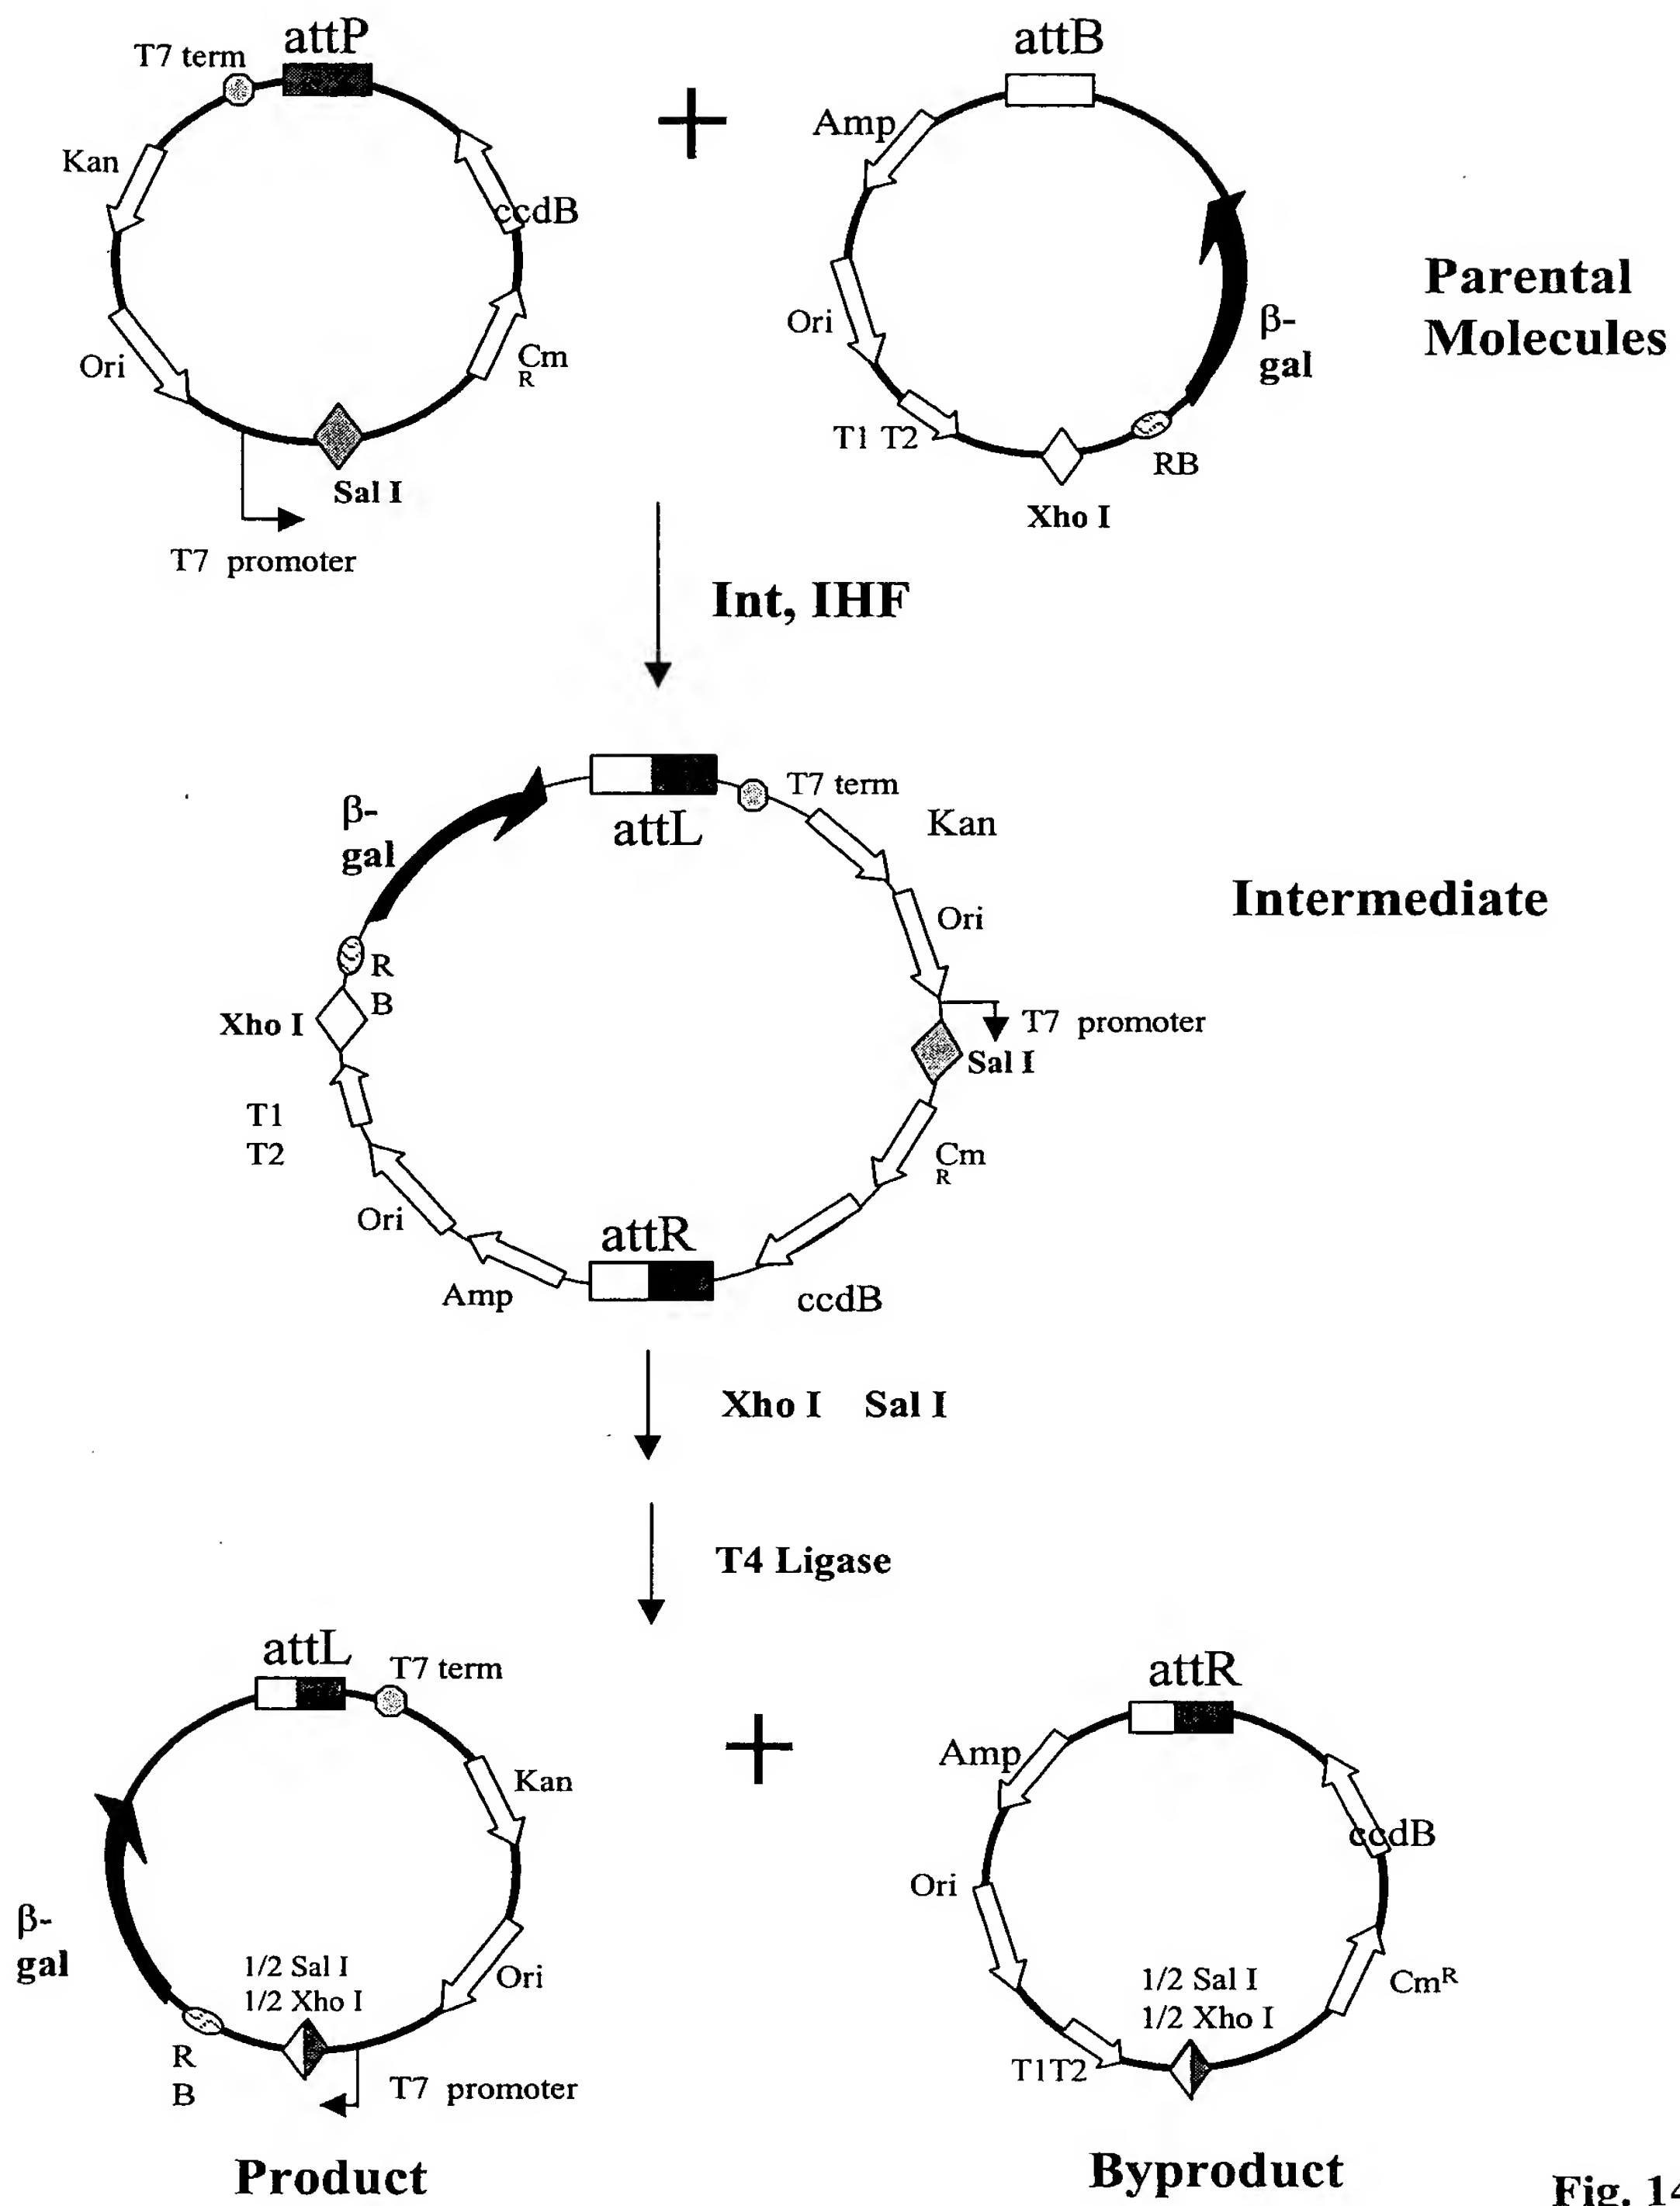 attP
attB
T7 term
Amp
Kan
ccdB
Parental
Molecules
Ori
Ori
β-
gal
Cm
R
T1 T2
RB
Sal I
Xho I
T7 promoter
Int, IHF
attL
T7 term
β-
gal
Kan
Intermediate
Ori
R
B
Xho I
T7 promoter
Sal I
T1
T2
Cm
R
Ori
attR
Amp
ccdB
Xho I Sal I
T4 Ligase
attL
T7 term
attR
Amp
Kan
ccdB
Ori
β-
gal
1/2 Sal I
1/2 Xho I
Ori
1/2 Sal I
1/2 Xho I
CmR
R
B
T7 promoter
T1T2
Product
Byproduct
Fig. 14